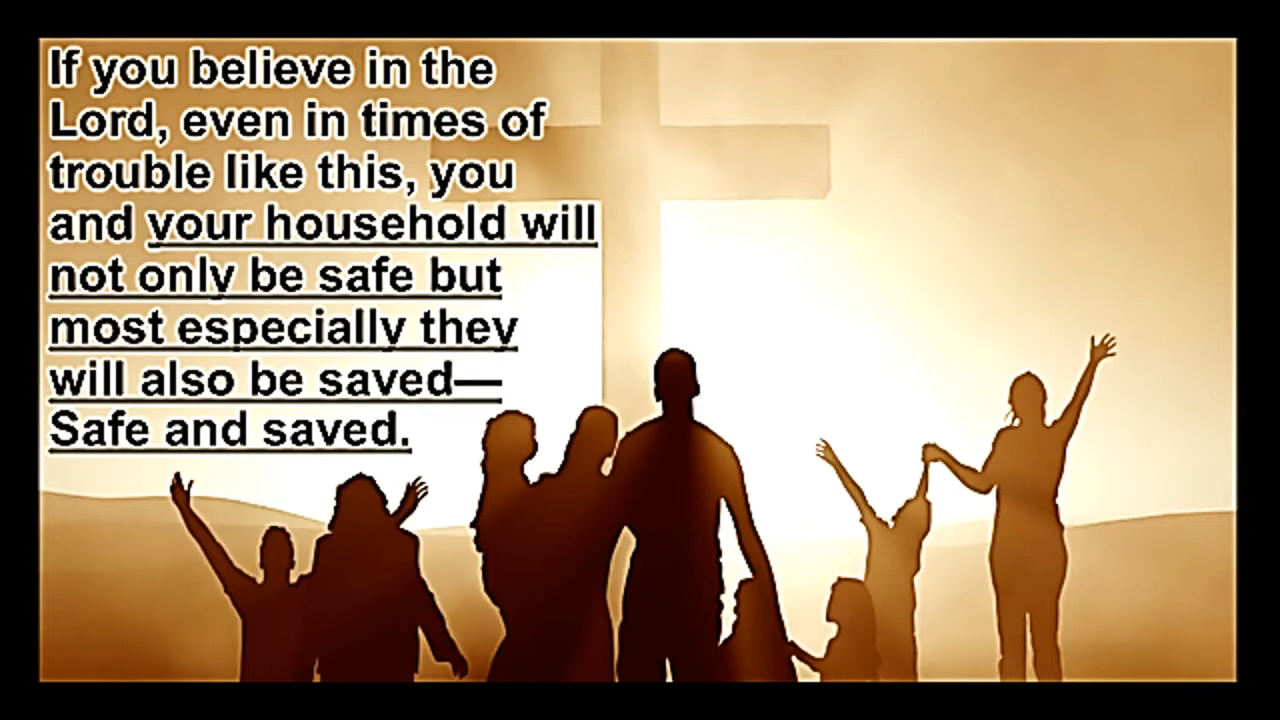 If you believe in the
Lord, even in times of
trouble like this, you
and your household will
not only be safe but
most especially they
will also be saved—
Safe and saved.